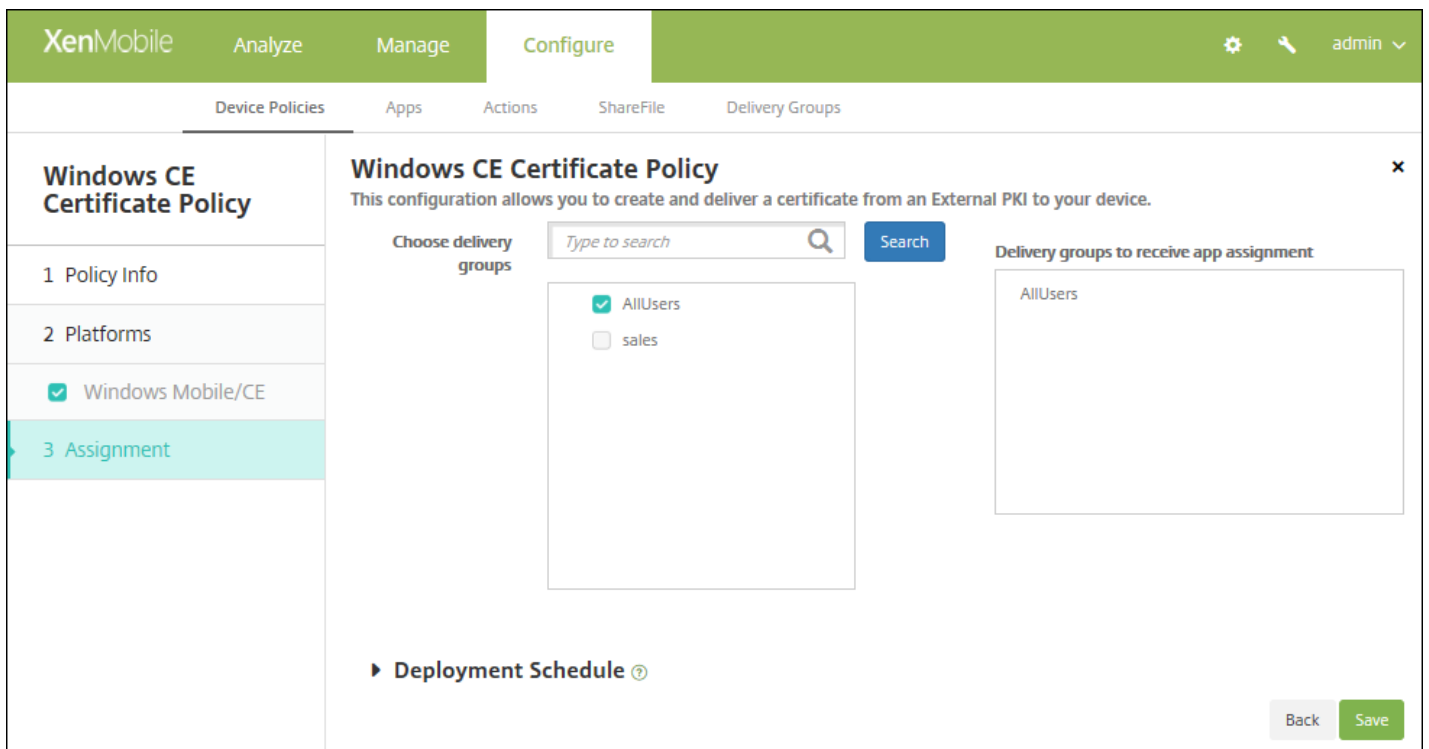 XenMobile Analyze Manage Configure admin
Device Policies Apps Actions ShareFile Delivery Groups
Windows CE
Certificate Policy
1 Policy Info
2 Platforms
Windows Mobile/CE
3 Assignment
Windows CE Certificate Policy
This configuration allows you to create and deliver a certificate from an External PKI to your device.
Choose delivery
groups
Type to search
Search
AllUsers
sales
Delivery groups to receive app assignment
AllUsers
Deployment Schedule ?
Back Save